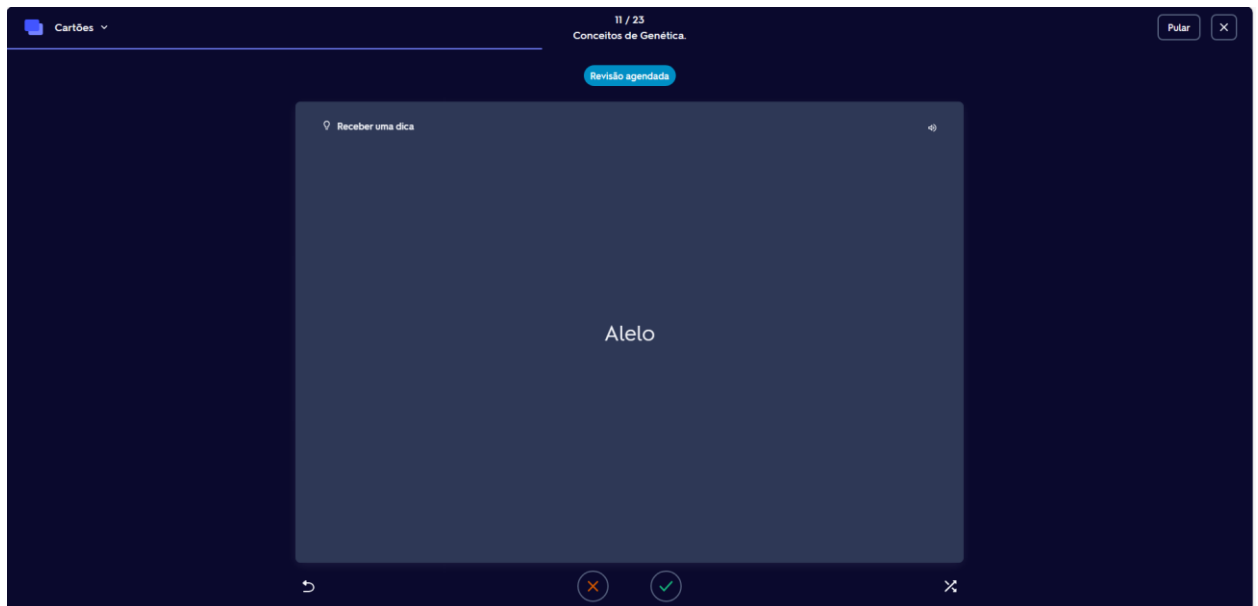 Cartões
11 / 23
Conceitos de Genética.
Pular
Revisão agendada
Receber uma dica
Alelo